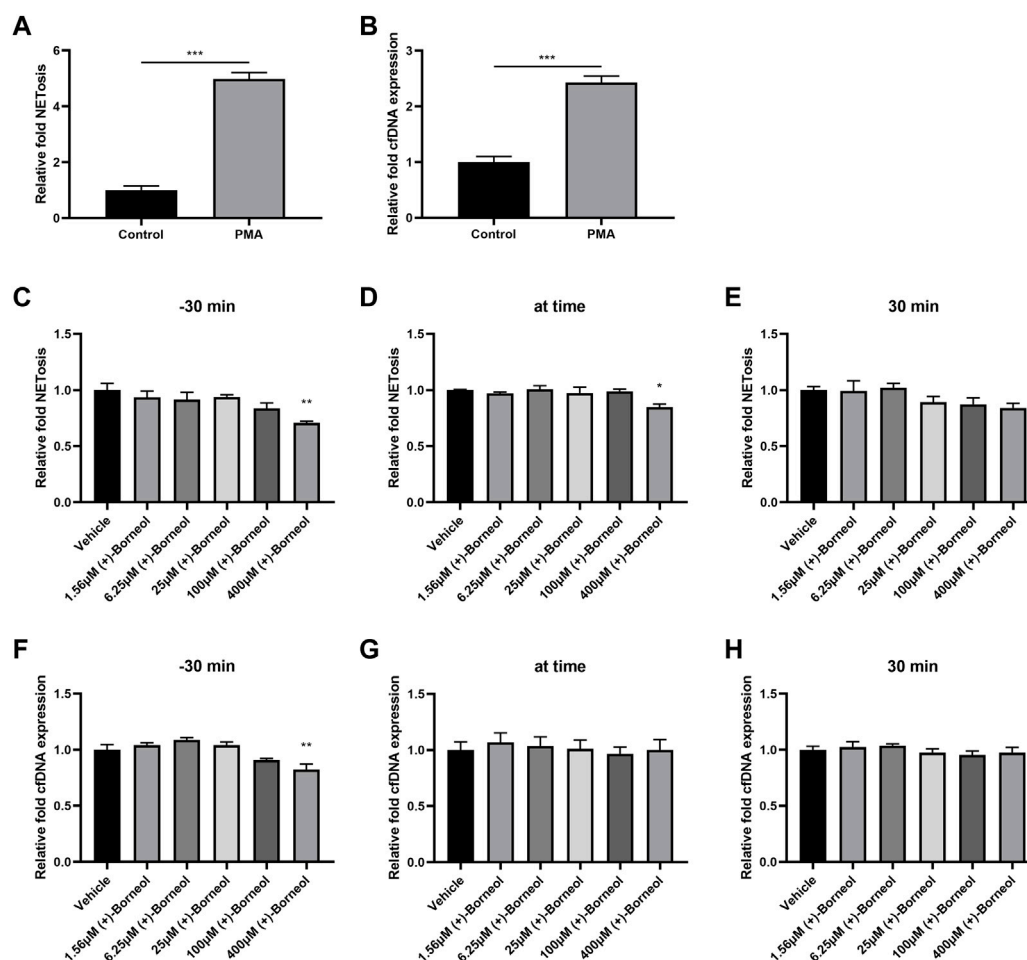 A
Relative fold NETosis
6
4
2
0
***
Control
PMA
B
Relative fold cfDNA expression
3
2
1
0
***
Control
PMA
C
-30 min
Relative fold NETosis
1.5
1.0
0.5
0.0
**
Vehicle
1.56μM (+)-Borneol
6.25μM (+)-Borneol
25μM (+)-Borneol
100μM (+)-Borneol
400μM (+)-Borneol
D
at time
Relative fold NETosis
1.5
1.0
0.5
0.0
*
Vehicle
1.56μM (+)-Borneol
6.25μM (+)-Borneol
25μM (+)-Borneol
100μM (+)-Borneol
400μM (+)-Borneol
E
30 min
Relative fold NETosis
1.5
1.0
0.5
0.0
Vehicle
1.56μM (+)-Borneol
6.25μM (+)-Borneol
25μM (+)-Borneol
100μM (+)-Borneol
400μM (+)-Borneol
F
-30 min
Relative fold cfDNA expression
1.5
1.0
0.5
0.0
**
Vehicle
1.56μM (+)-Borneol
6.25μM (+)-Borneol
25μM (+)-Borneol
100μM (+)-Borneol
400μM (+)-Borneol
G
at time
Relative fold cfDNA expression
1.5
1.0
0.5
0.0
Vehicle
1.56μM (+)-Borneol
6.25μM (+)-Borneol
25μM (+)-Borneol
100μM (+)-Borneol
400μM (+)-Borneol
H
30 min
Relative fold cfDNA expression
1.5
1.0
0.5
0.0
Vehicle
1.56μM (+)-Borneol
6.25μM (+)-Borneol
25μM (+)-Borneol
100μM (+)-Borneol
400μM (+)-Borneol